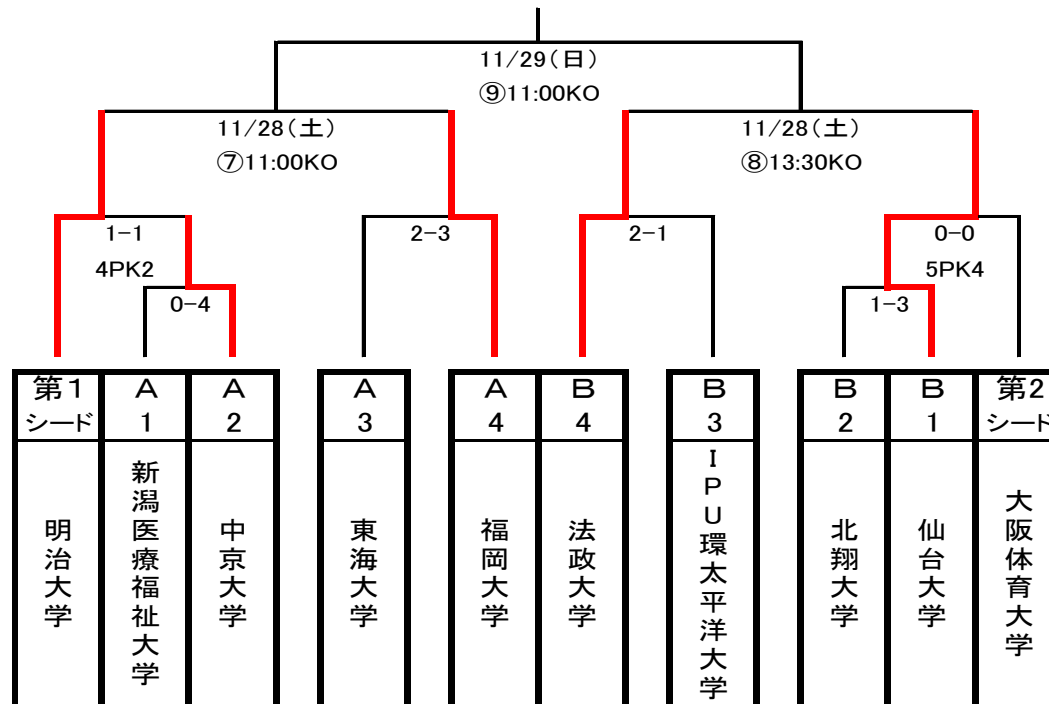 11/29(日)
⑨11:00KO
11/28(土)
⑦11:00KO
11/28(土)
⑧13:30KO
1-1
4PK2
0-4
2-3
2-1
0-0
5PK4
1-3
第1
シード
A
1
A
2
A
3
A
4
B
4
B
3
B
2
B
1
第2
シード
明治大学
新潟医療福祉大学
中京大学
東海大学
福岡大学
法政大学
IPU環太平洋大学
北翔大学
仙台大学
大阪体育大学